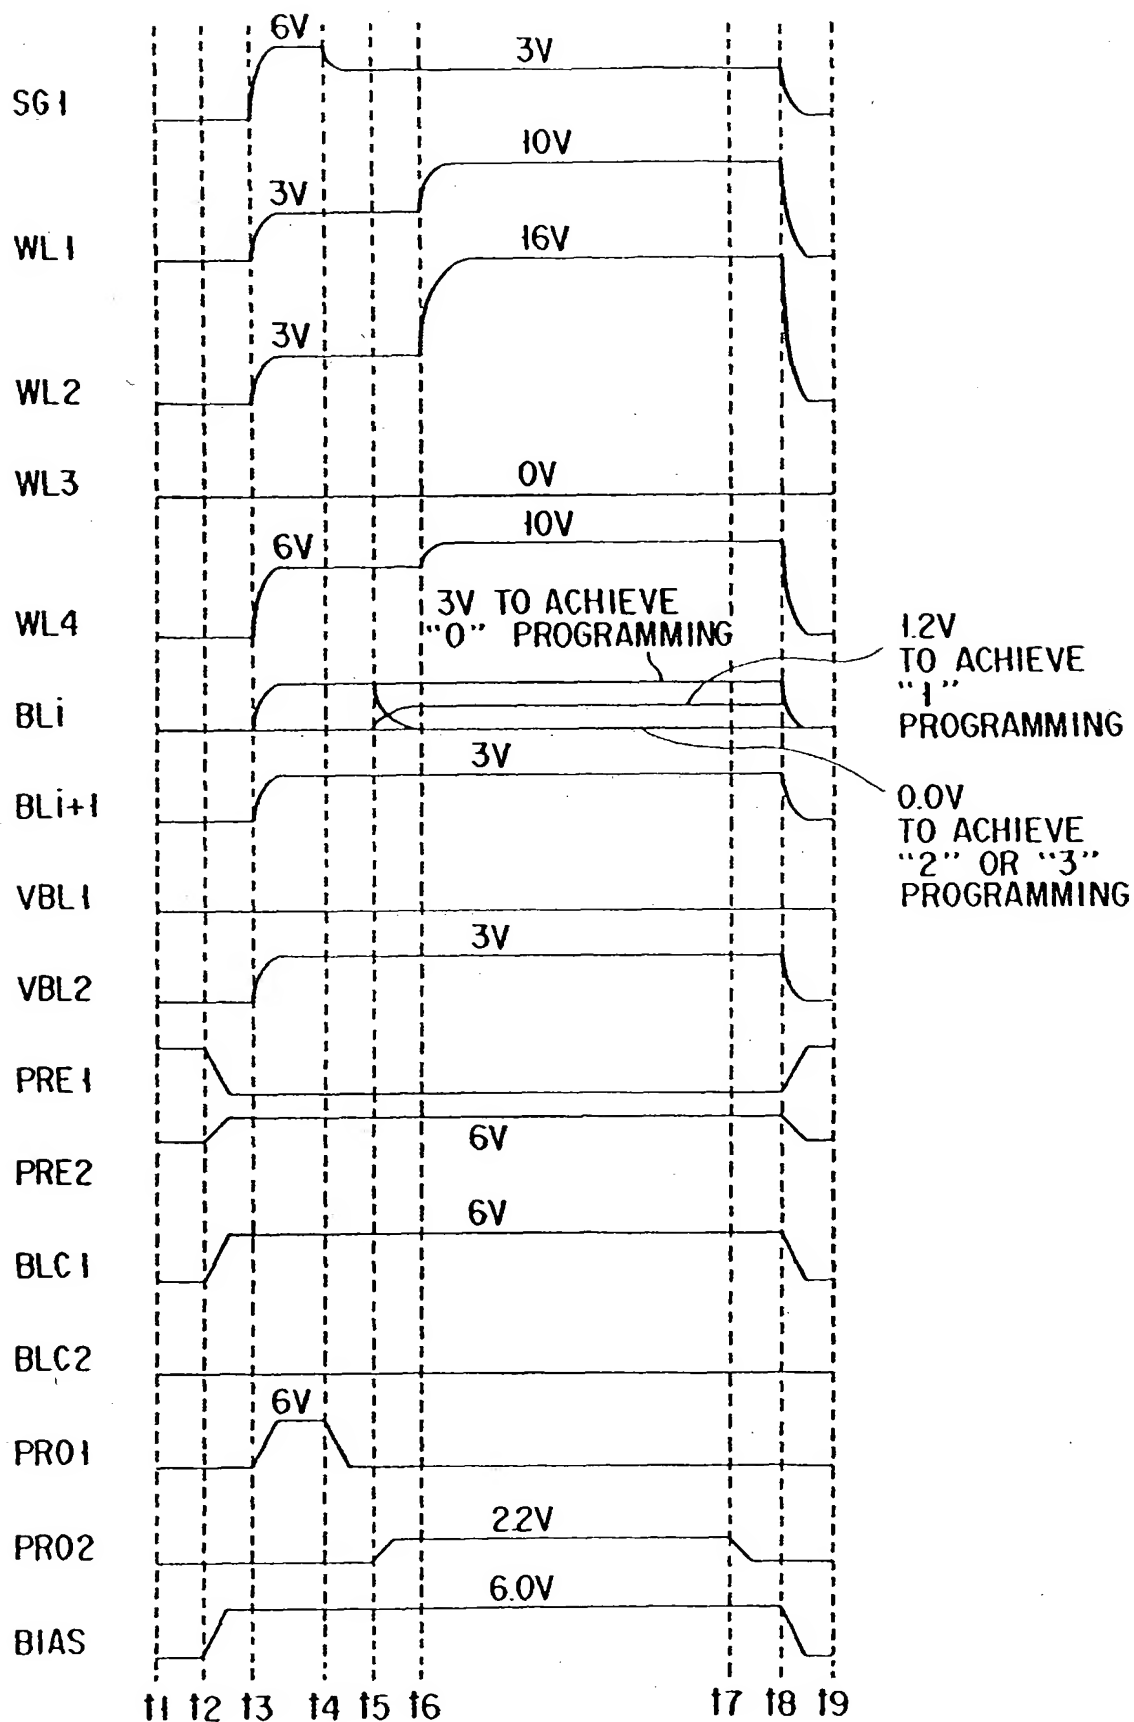 6V
3V
SG1
10V
3V
WL1
16V
3V
WL2
0V
WL3
10V
6V
WL4
3V TO ACHIEVE
"0" PROGRAMMING
1.2V
TO ACHIEVE
"1"
PROGRAMMING
BLi
3V
BLi+1
0.0V
TO ACHIEVE
"2" OR "3"
PROGRAMMING
VBL1
3V
VBL2
PRE1
6V
PRE2
6V
BLC1
BLC2
6V
PRO1
2.2V
PRO2
6.0V
BIAS
t1 t2 t3 t4 t5 t6 t7 t8 t9